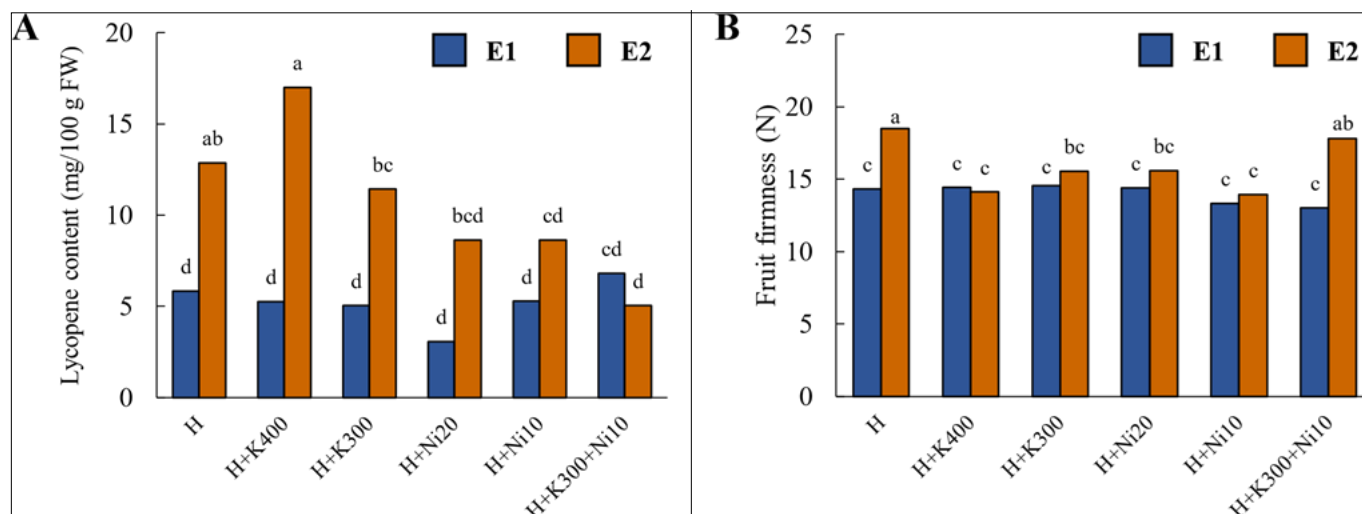 A
Lycopene content (mg/100 g FW)
20
15
10
5
0
E1 E2
d ab
d a
d bc
d bcd
d cd
cd d
H
H+K400
H+K300
H+Ni20
H+Ni10
H+K300+Ni10
B
Fruit firmness (N)
25
20
15
10
5
0
E1 E2
c a
c c
c bc
c bc
c c
c ab
H
H+K400
H+K300
H+Ni20
H+Ni10
H+K300+Ni10